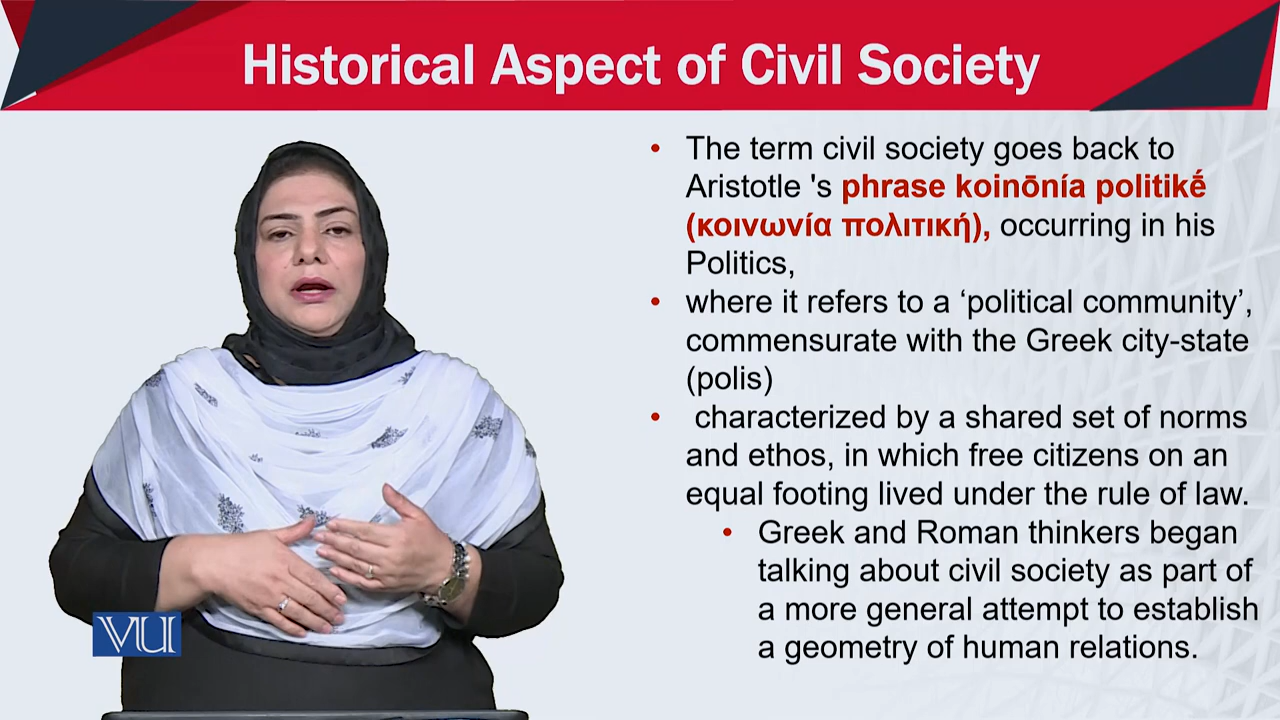 Historical Aspect of Civil Society
• The term civil society goes back to
Aristotle 's phrase koinōnía politikḗ
(κοινωνία πολιτική), occurring in his
Politics,
• where it refers to a ‘political community’,
commensurate with the Greek city-state
(polis)
• characterized by a shared set of norms
and ethos, in which free citizens on an
equal footing lived under the rule of law.
• Greek and Roman thinkers began
talking about civil society as part of
a more general attempt to establish
a geometry of human relations.
VU